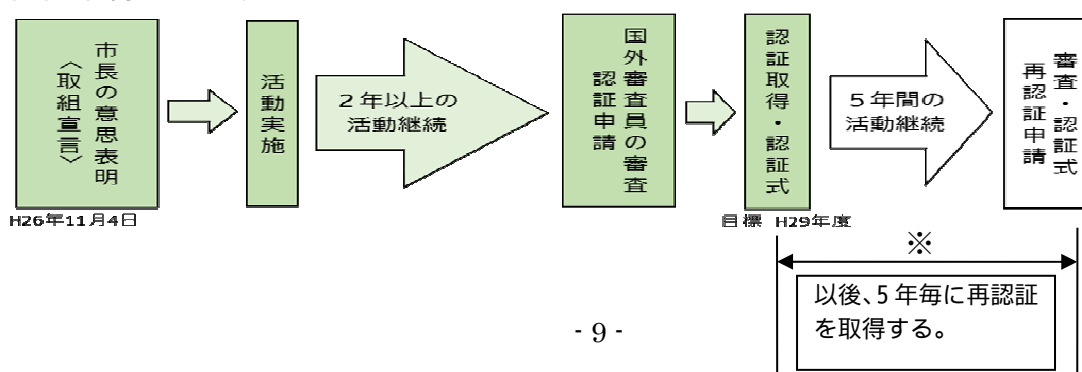 市長の意思表明
〈取組宣言〉
H26年11月4日
活動実施
2年以上の
活動継続
国外審査員の審査
認証申請
認証取得・認証式
目標 H29年度
5年間の
活動継続
審査・認証式
再認証申請
※
以後、5年毎に再認証
を取得する。
- 9 -